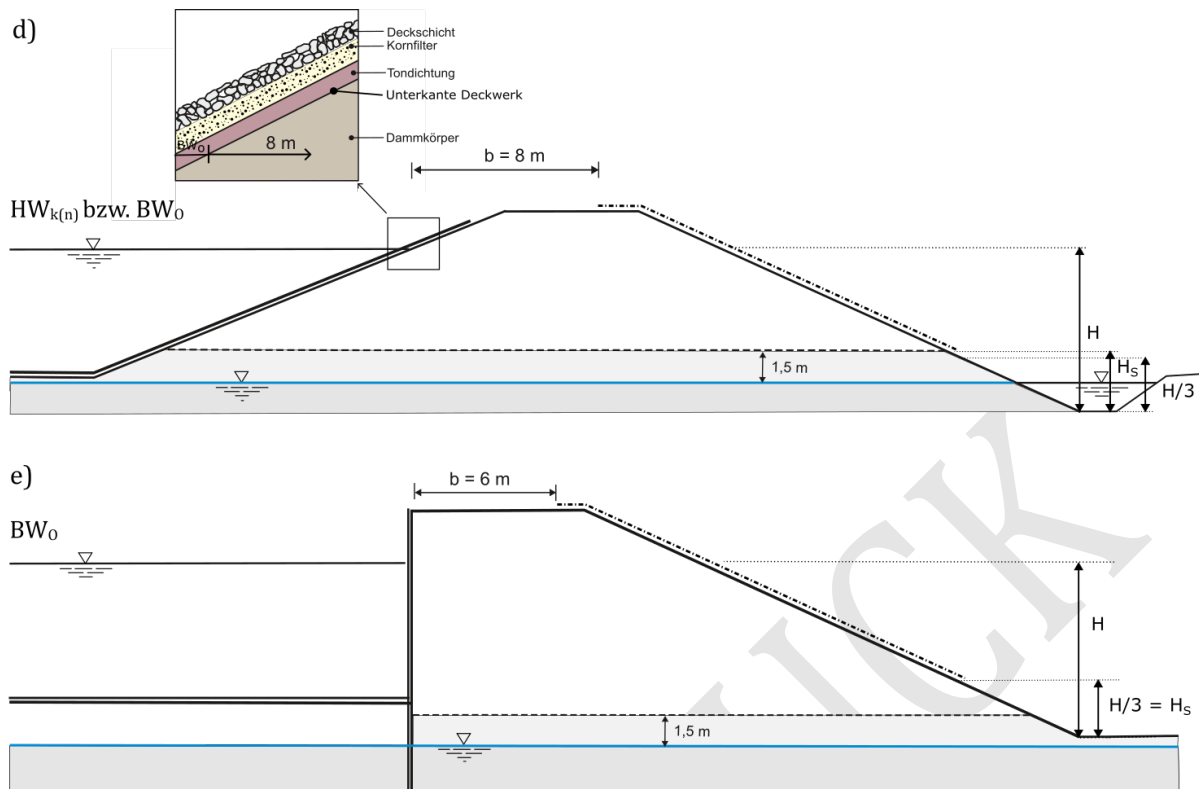 d)
Deckschicht
Kornfilter
Tondichtung
Unterkante Deckwerk
BW₀
8 m
Dammkörper
b = 8 m
HWk(n) bzw. BW₀
H
HS
1,5 m
H/3
e)
b = 6 m
BW₀
H
H/3 = HS
1,5 m